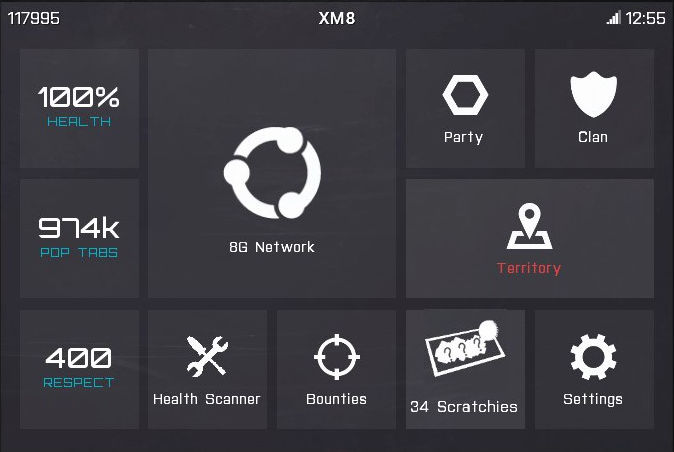 117995
XM8
12:55
100%
HEALTH
8G Network
Party
Clan
974k
POP TABS
Territory
400
RESPECT
Health Scanner
Bounties
34 Scratchies
Settings